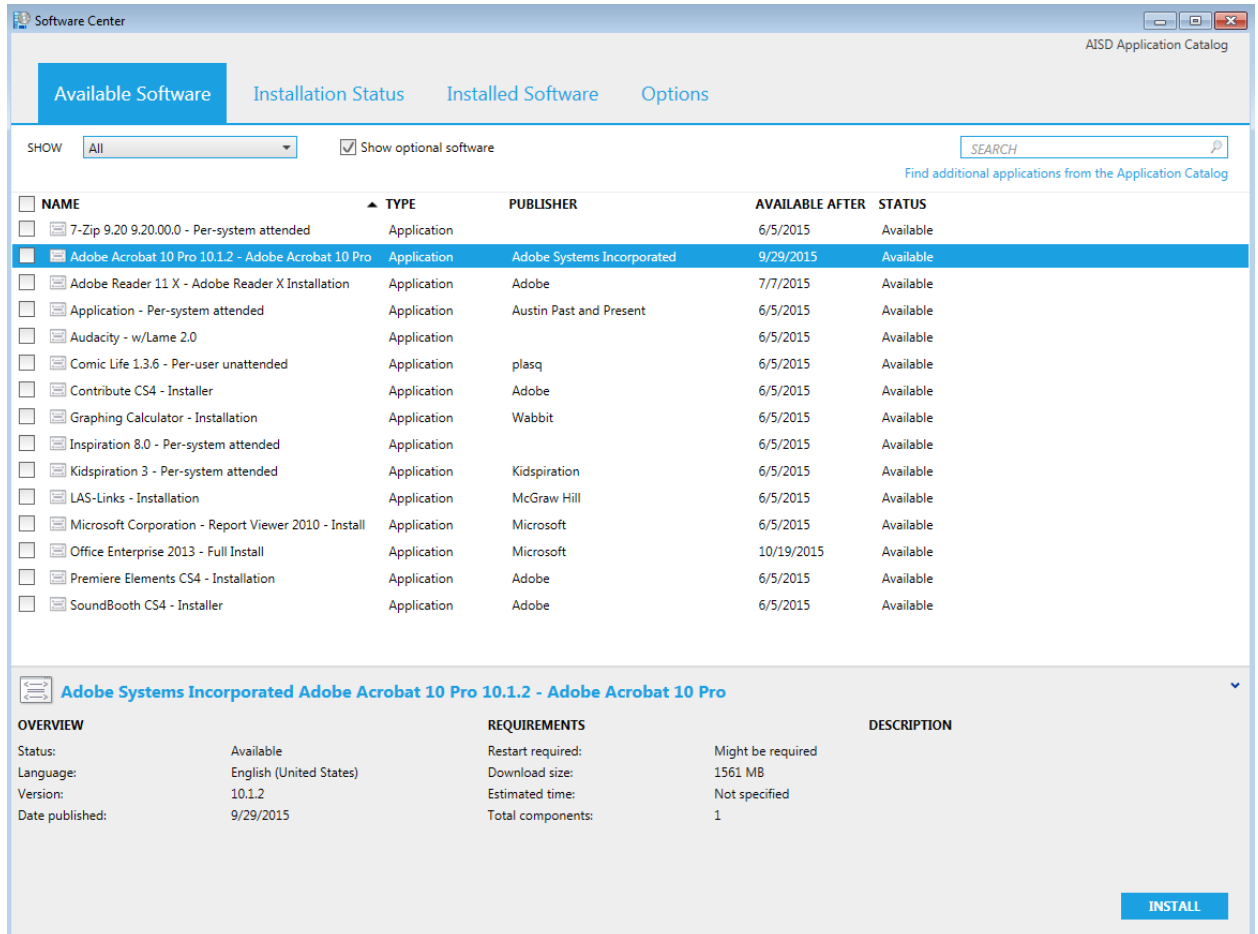 Software Center
AISD Application Catalog
Available Software Installation Status Installed Software Options
SHOW All Show optional software SEARCH
Find additional applications from the Application Catalog
NAME TYPE PUBLISHER AVAILABLE AFTER STATUS
7-Zip 9.20 9.20.00.0 - Per-system attended Application 6/5/2015 Available
Adobe Acrobat 10 Pro 10.1.2 - Adobe Acrobat 10 Pro Application Adobe Systems Incorporated 9/29/2015 Available
Adobe Reader 11 X - Adobe Reader X Installation Application Adobe 7/7/2015 Available
Application - Per-system attended Application Austin Past and Present 6/5/2015 Available
Audacity - w/Lame 2.0 Application 6/5/2015 Available
Comic Life 1.3.6 - Per-user unattended Application plasq 6/5/2015 Available
Contribute CS4 - Installer Application Adobe 6/5/2015 Available
Graphing Calculator - Installation Application Wabbit 6/5/2015 Available
Inspiration 8.0 - Per-system attended Application 6/5/2015 Available
Kidspiration 3 - Per-system attended Application Kidspiration 6/5/2015 Available
LAS-Links - Installation Application McGraw Hill 6/5/2015 Available
Microsoft Corporation - Report Viewer 2010 - Install Application Microsoft 6/5/2015 Available
Office Enterprise 2013 - Full Install Application Microsoft 10/19/2015 Available
Premiere Elements CS4 - Installation Application Adobe 6/5/2015 Available
SoundBooth CS4 - Installer Application Adobe 6/5/2015 Available
Adobe Systems Incorporated Adobe Acrobat 10 Pro 10.1.2 - Adobe Acrobat 10 Pro
OVERVIEW REQUIREMENTS DESCRIPTION
Status: Available Restart required: Might be required
Language: English (United States) Download size: 1561 MB
Version: 10.1.2 Estimated time: Not specified
Date published: 9/29/2015 Total components: 1
INSTALL